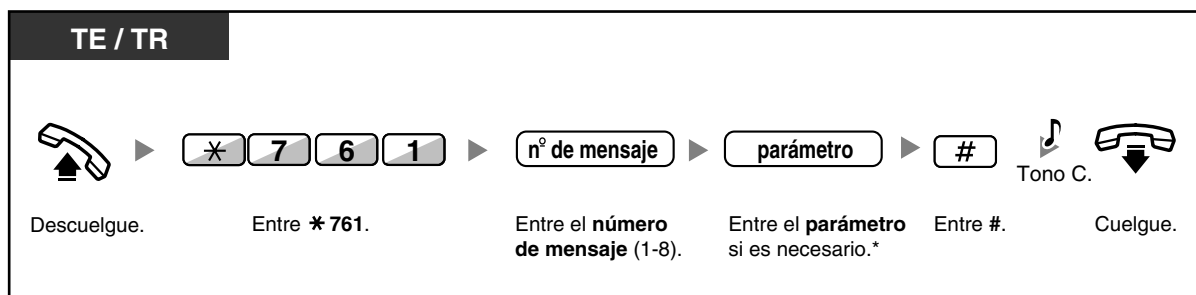 TE / TR
* 7 6 1
n° de mensaje
parámetro
#
Tono C.
Descuelgue.
Entre * 761.
Entre el número
de mensaje (1-8).
Entre el parámetro
si es necesario.*
Entre #.
Cuelgue.